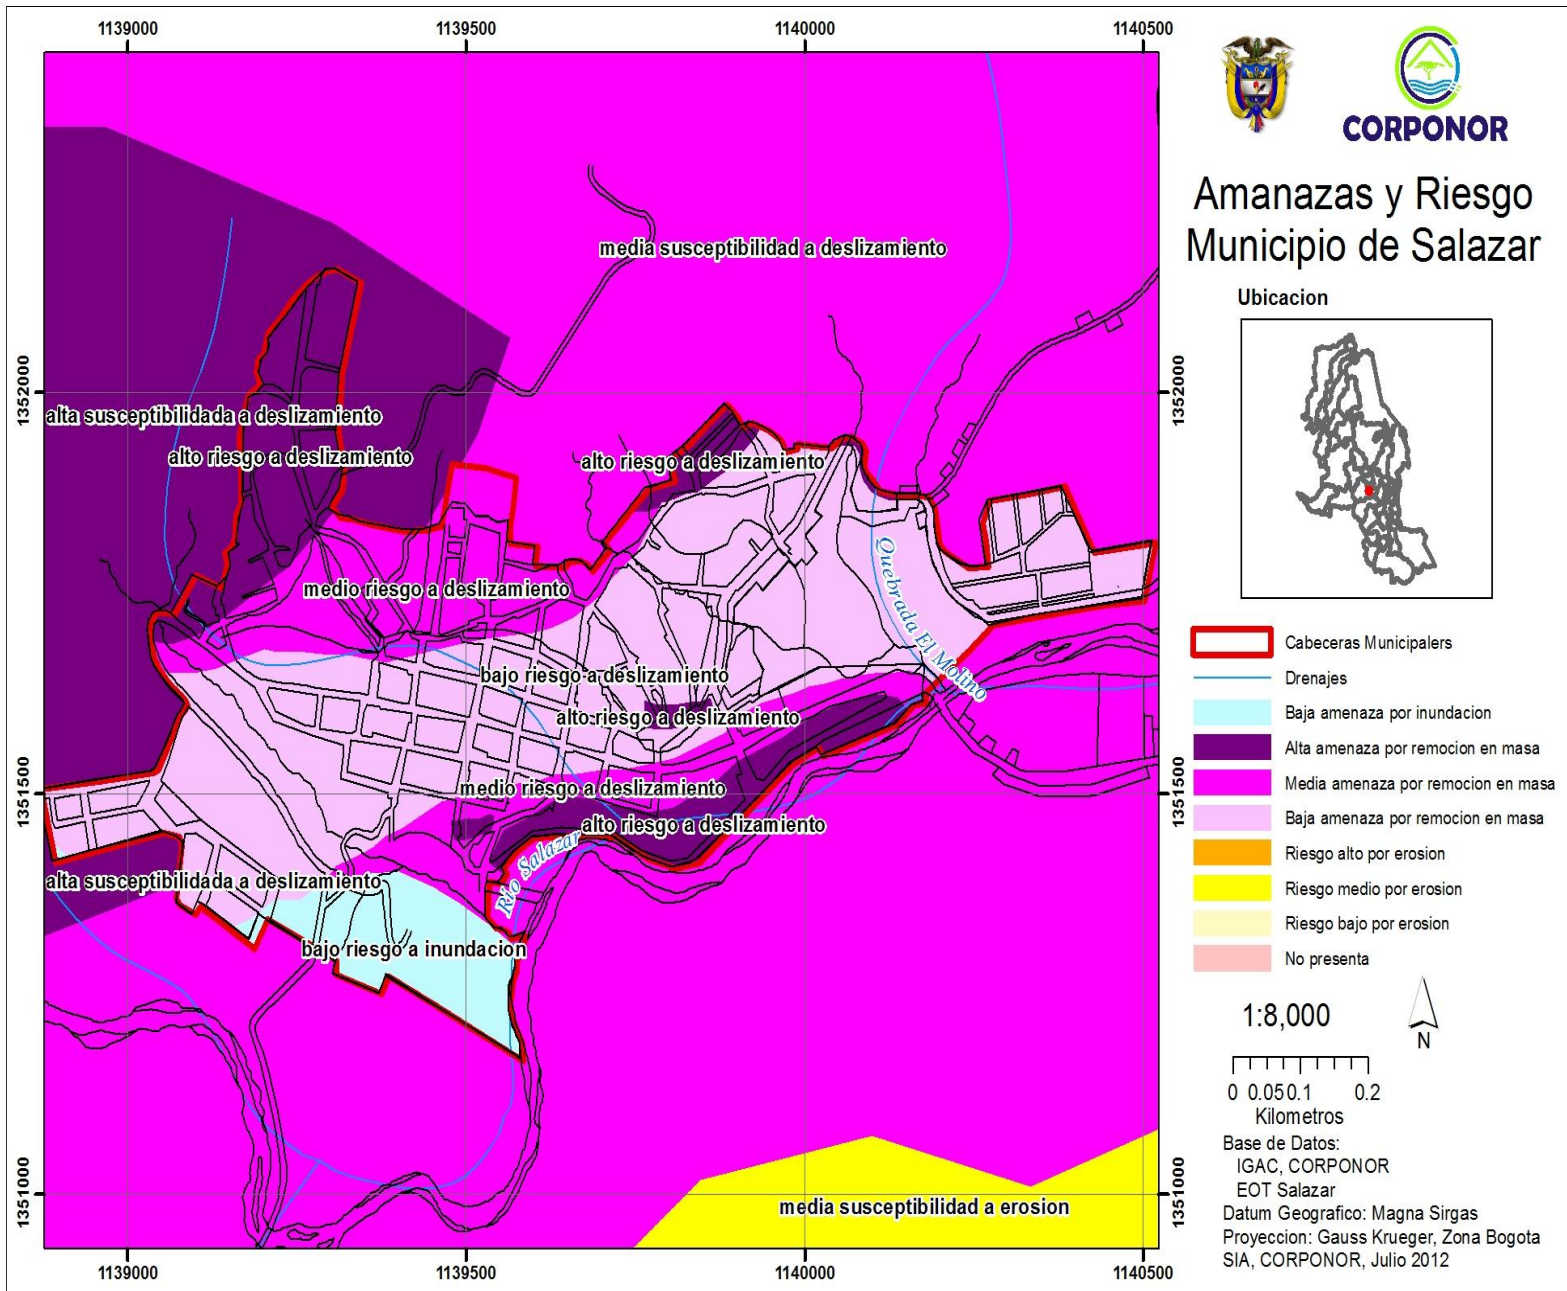 1139000
1139500
1140000
1140500
CORPONOR
Amanazas y Riesgo
Municipio de Salazar
Ubicacion
media susceptibilidad a deslizamiento
1352000
1352000
alta susceptibilidada a deslizamiento
alto riesgo a deslizamiento
alto riesgo a deslizamiento
medio riesgo a deslizamiento
Quebrada El Molino
bajo riesgo a deslizamiento
alto riesgo a deslizamiento
medio riesgo a deslizamiento
1351500
1351500
alto riesgo a deslizamiento
Rio Salazar
alta susceptibilidada a deslizamiento
bajo riesgo a inundacion
1351000
1351000
media susceptibilidad a erosion
1139000
1139500
1140000
1140500
Cabeceras Municipalers
Drenajes
Baja amenaza por inundacion
Alta amenaza por remocion en masa
Media amenaza por remocion en masa
Baja amenaza por remocion en masa
Riesgo alto por erosion
Riesgo medio por erosion
Riesgo bajo por erosion
No presenta
1:8,000
N
0 0.05 0.1 0.2
Kilometros
Base de Datos:
IGAC, CORPONOR
EOT Salazar
Datum Geografico: Magna Sirgas
Proyeccion: Gauss Krueger, Zona Bogota
SIA, CORPONOR, Julio 2012